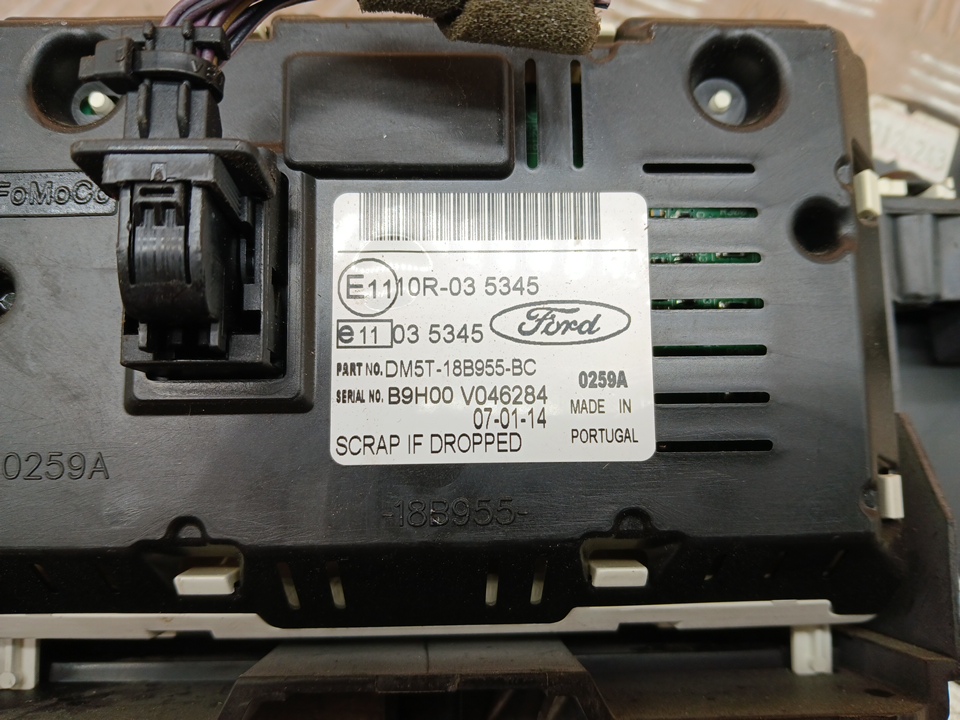 FoMoCo
E11 10R-03 5345
e11 03 5345 Ford
PART NO. DM5T-18B955-BC
0259A
SERIAL NO. B9H00 V046284
07-01-14
MADE IN
PORTUGAL
SCRAP IF DROPPED
0259A
-18B955-